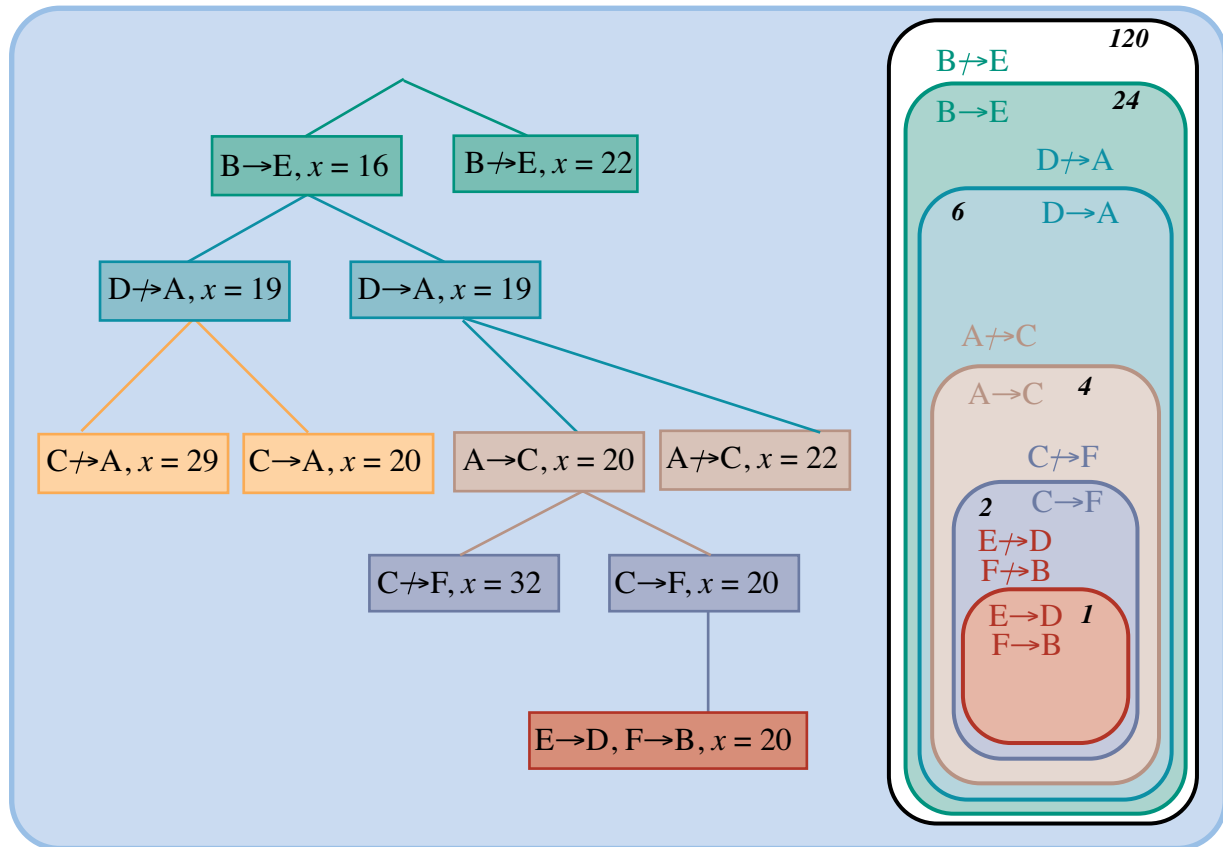 B↛E, x = 22
B→E, x = 16
D↛A, x = 19
D→A, x = 19
C↛A, x = 29
C→A, x = 20
A→C, x = 20
A↛C, x = 22
C↛F, x = 32
C→F, x = 20
E→D, F→B, x = 20
120
B↛E
24
B→E
D↛A
6
D→A
A↛C
A→C
4
C↛F
2
C→F
E↛D
F↛B
E→D
1
F→B